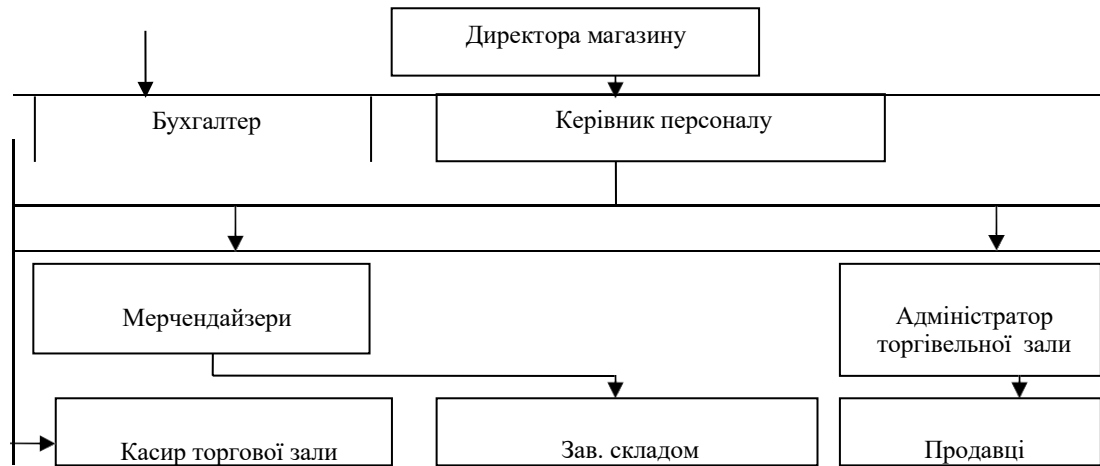 Директора магазину
Бухгалтер
Керівник персоналу
Мерчендайзери
Адміністратор
торгівельної зали
Касир торгової зали
Зав. складом
Продавці